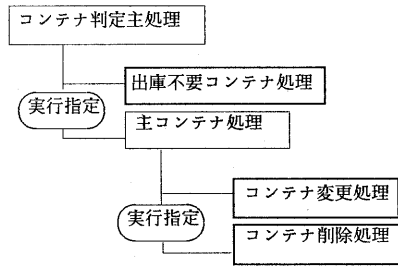 コンテナ判定主処理
出庫不要コンテナ処理
実行指定
主コンテナ処理
コンテナ変更処理
実行指定
コンテナ削除処理